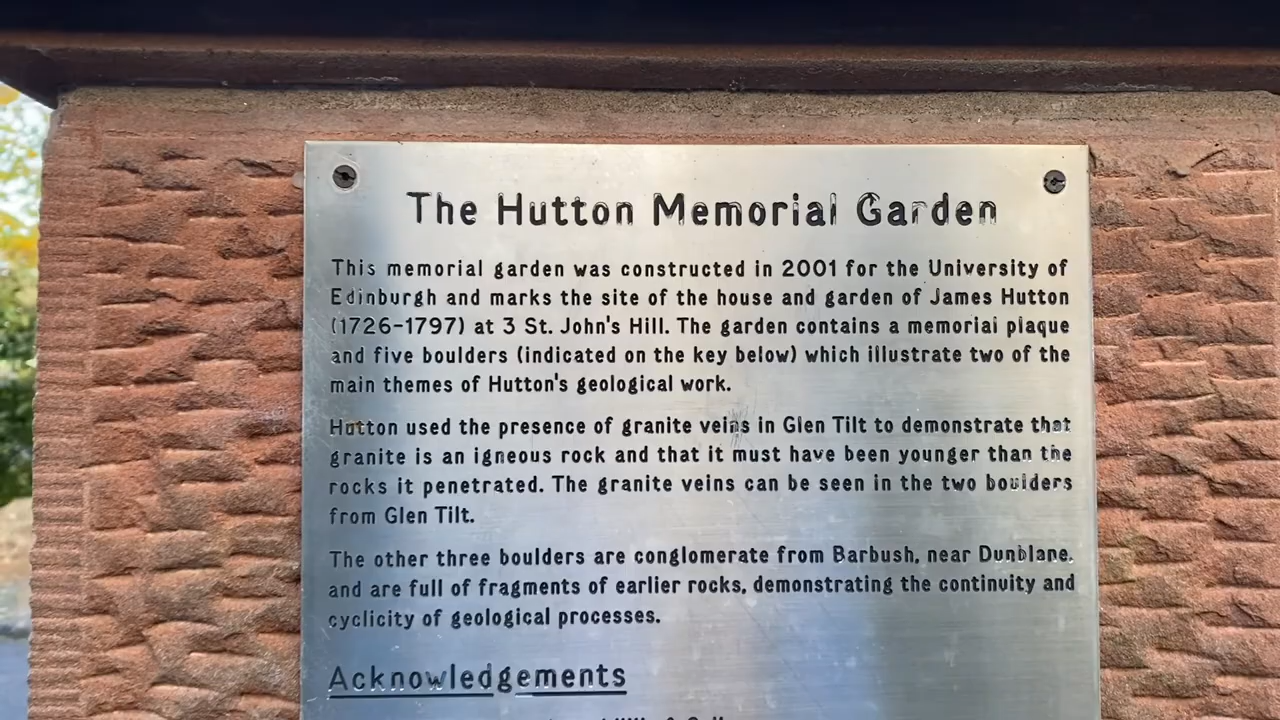 The Hutton Memorial Garden
This memorial garden was constructed in 2001 for the University of
Edinburgh and marks the site of the house and garden of James Hutton
(1726-1797) at 3 St. John's Hill. The garden contains a memorial plaque
and five boulders (indicated on the key below) which illustrate two of the
main themes of Hutton's geological work.
Hutton used the presence of granite veins in Glen Tilt to demonstrate that
granite is an igneous rock and that it must have been younger than the
rocks it penetrated. The granite veins can be seen in the two boulders
from Glen Tilt.
The other three boulders are conglomerate from Barbush, near Dunblane,
and are full of fragments of earlier rocks, demonstrating the continuity and
cyclicity of geological processes.
Acknowledgements